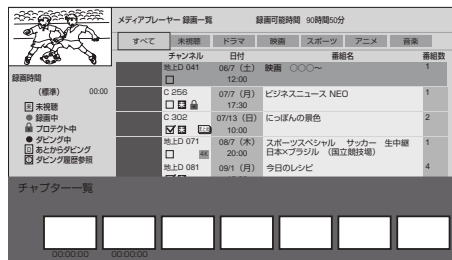 メディアプレーヤー 録画一覧 録画可能時間 90時間50分
すべて 未視聴 ドラマ 映画 スポーツ アニメ 音楽
チャンネル 日付 番組名 番組数
地上D 041 06/7 (土) 映画 ○○○～ 1
12:00
C 256 07/7 (月) ビジネスニュース NEO 1
17:30
C 302 07/13 (日) にっぽんの景色 2
10:00
地上D 071 08/7 (木) スポーツスペシャル サッカー 生中継 1
4K 20:00 日本×ブラジル (国立競技場)
地上D 081 09/1 (月) 今日のレシピ 4
録画時間
(標準) 00:00
未 未視聴
録画中
プロテクト中
ダビング中
D あとからダビング
ダビング履歴参照
チャプター一覧
00:00:00 00:00:00